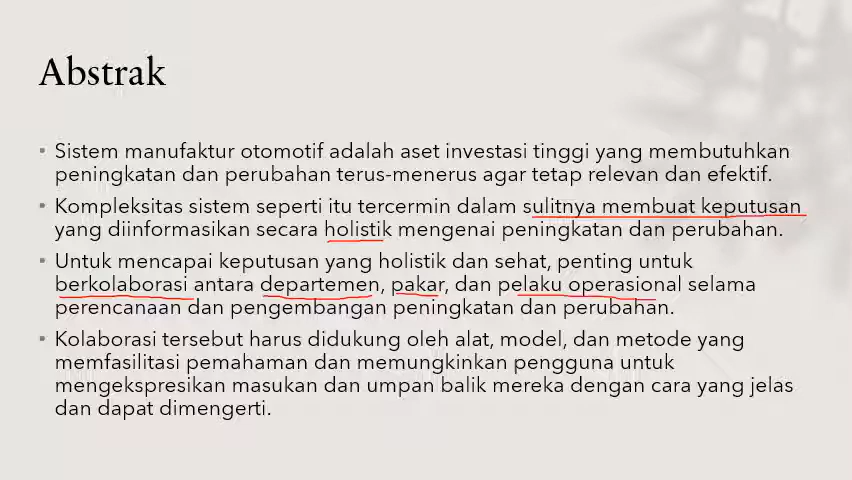 Abstrak
▪ Sistem manufaktur otomotif adalah aset investasi tinggi yang membutuhkan
peningkatan dan perubahan terus-menerus agar tetap relevan dan efektif.
▪ Kompleksitas sistem seperti itu tercermin dalam sulitnya membuat keputusan
yang diinformasikan secara holistik mengenai peningkatan dan perubahan.
▪ Untuk mencapai keputusan yang holistik dan sehat, penting untuk
berkolaborasi antara departemen, pakar, dan pelaku operasional selama
perencanaan dan pengembangan peningkatan dan perubahan.
▪ Kolaborasi tersebut harus didukung oleh alat, model, dan metode yang
memfasilitasi pemahaman dan memungkinkan pengguna untuk
mengekspresikan masukan dan umpan balik mereka dengan cara yang jelas
dan dapat dimengerti.